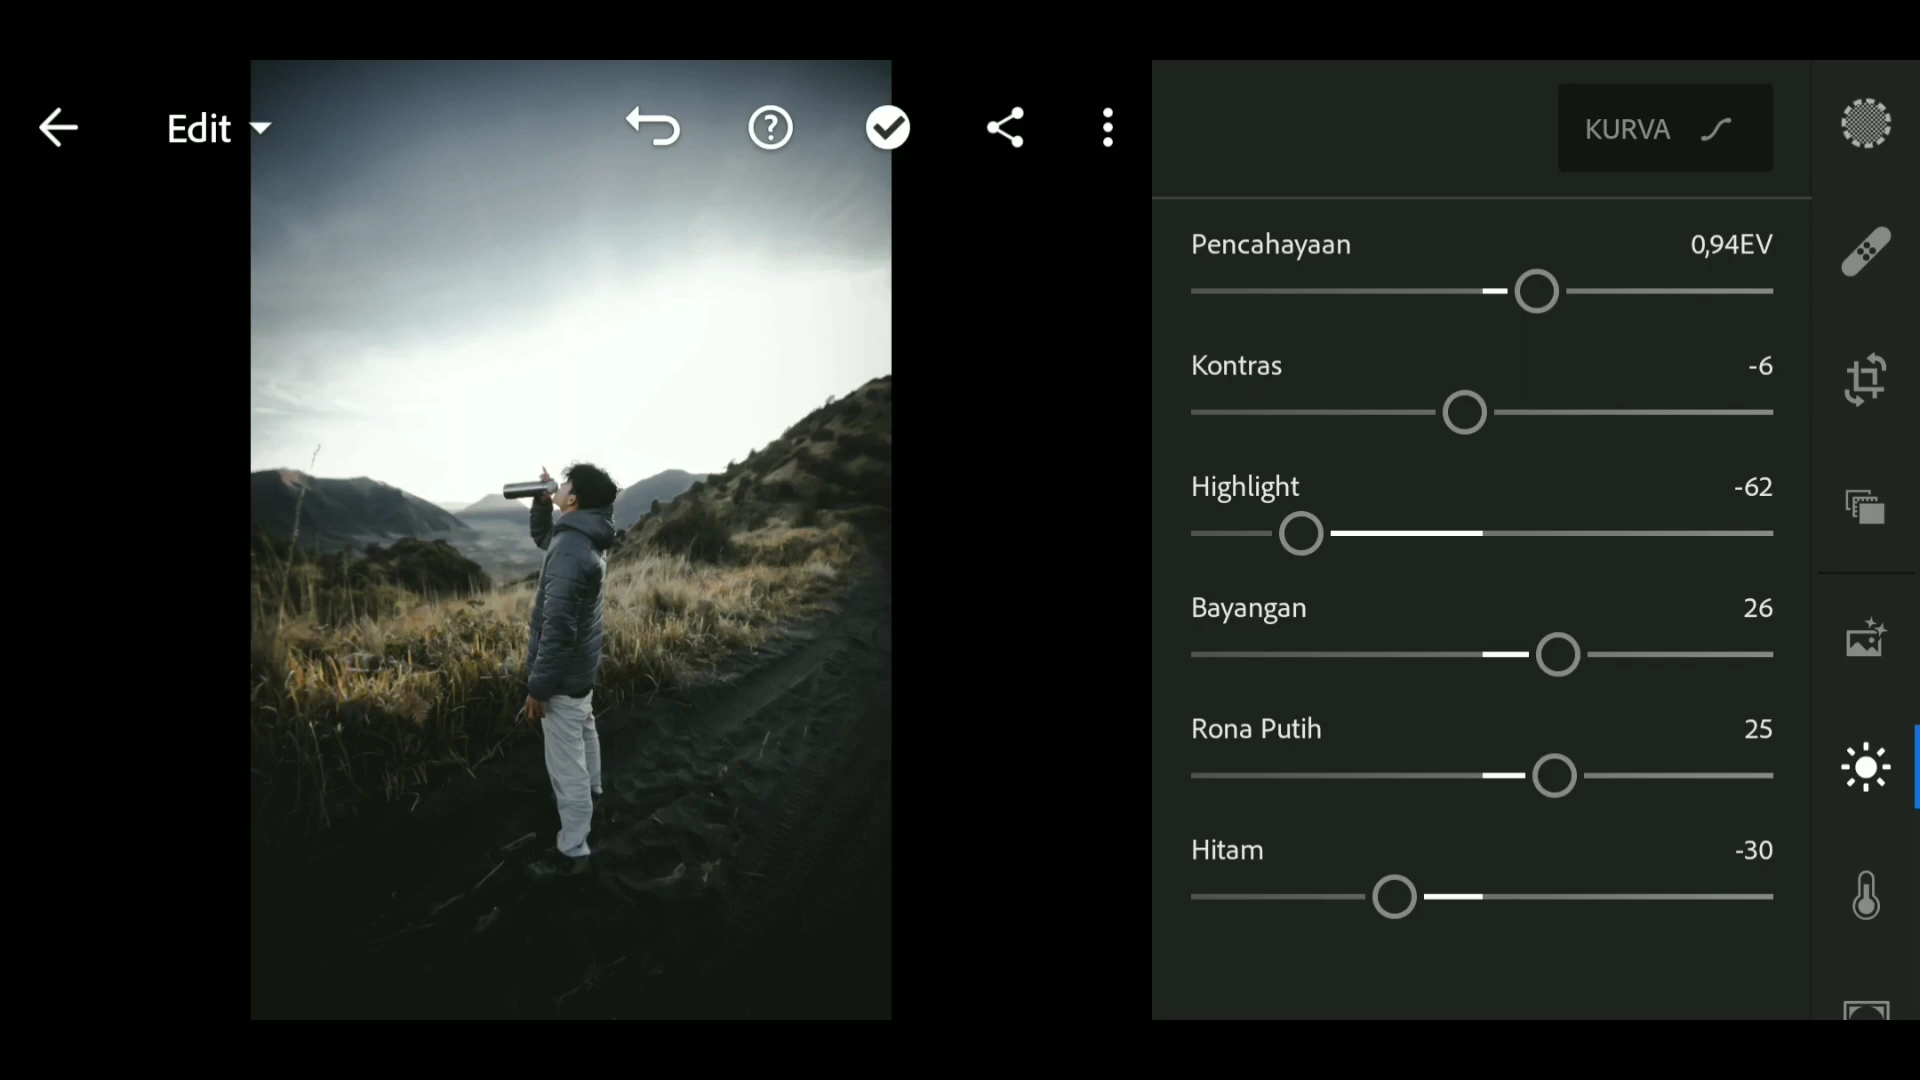 Edit
KURVA
Pencahayaan 0,94EV
Kontras -6
Highlight -62
Bayangan 26
Rona Putih 25
Hitam -30